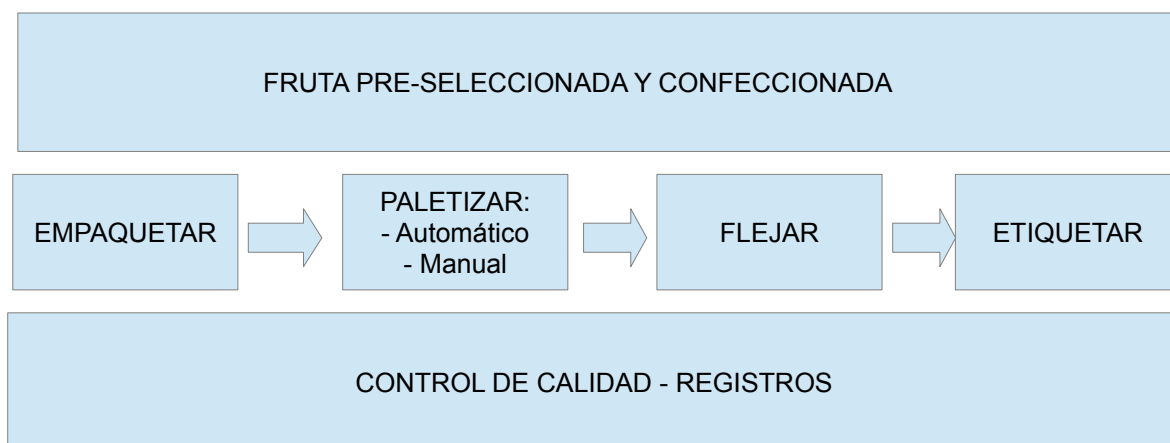 FRUTA PRE-SELECCIONADA Y CONFECCIONADA
EMPAQUETAR
PALETIZAR:
- Automático
- Manual
FLEJAR
ETIQUETAR
CONTROL DE CALIDAD - REGISTROS